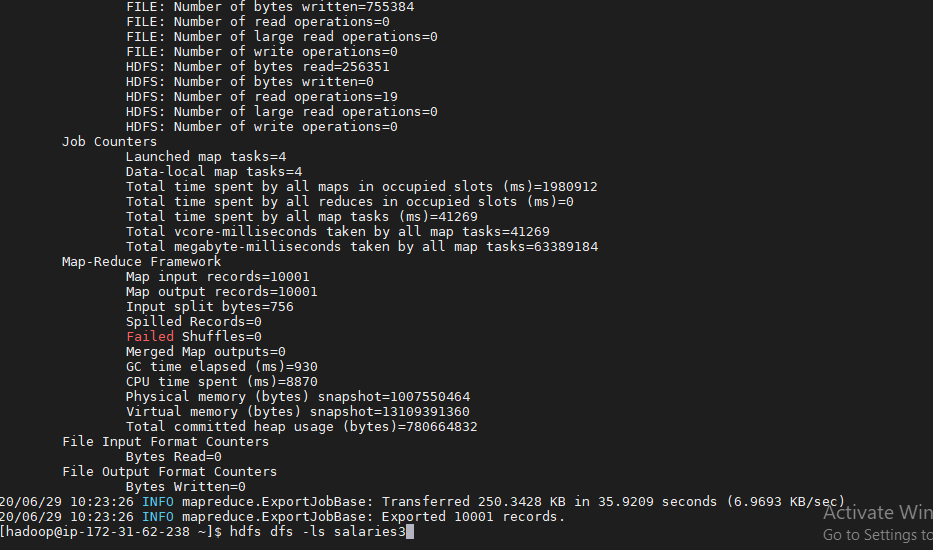 FILE: Number of bytes written=755384
FILE: Number of read operations=0
FILE: Number of large read operations=0
FILE: Number of write operations=0
HDFS: Number of bytes read=256351
HDFS: Number of bytes written=0
HDFS: Number of read operations=19
HDFS: Number of large read operations=0
HDFS: Number of write operations=0
Job Counters
Launched map tasks=4
Data-local map tasks=4
Total time spent by all maps in occupied slots (ms)=1980912
Total time spent by all reduces in occupied slots (ms)=0
Total time spent by all map tasks (ms)=41269
Total vcore-milliseconds taken by all map tasks=41269
Total megabyte-milliseconds taken by all map tasks=63389184
Map-Reduce Framework
Map input records=10001
Map output records=10001
Input split bytes=756
Spilled Records=0
Failed Shuffles=0
Merged Map outputs=0
GC time elapsed (ms)=930
CPU time spent (ms)=8870
Physical memory (bytes) snapshot=1007550464
Virtual memory (bytes) snapshot=13109391360
Total committed heap usage (bytes)=780664832
File Input Format Counters
Bytes Read=0
File Output Format Counters
Bytes Written=0
20/06/29 10:23:26 INFO mapreduce.ExportJobBase: Transferred 250.3428 KB in 35.9209 seconds (6.9693 KB/sec)
20/06/29 10:23:26 INFO mapreduce.ExportJobBase: Exported 10001 records.
[hadoop@ip-172-31-62-238 ~]$ hdfs dfs -ls salaries3
Activate Win
Go to Settings to